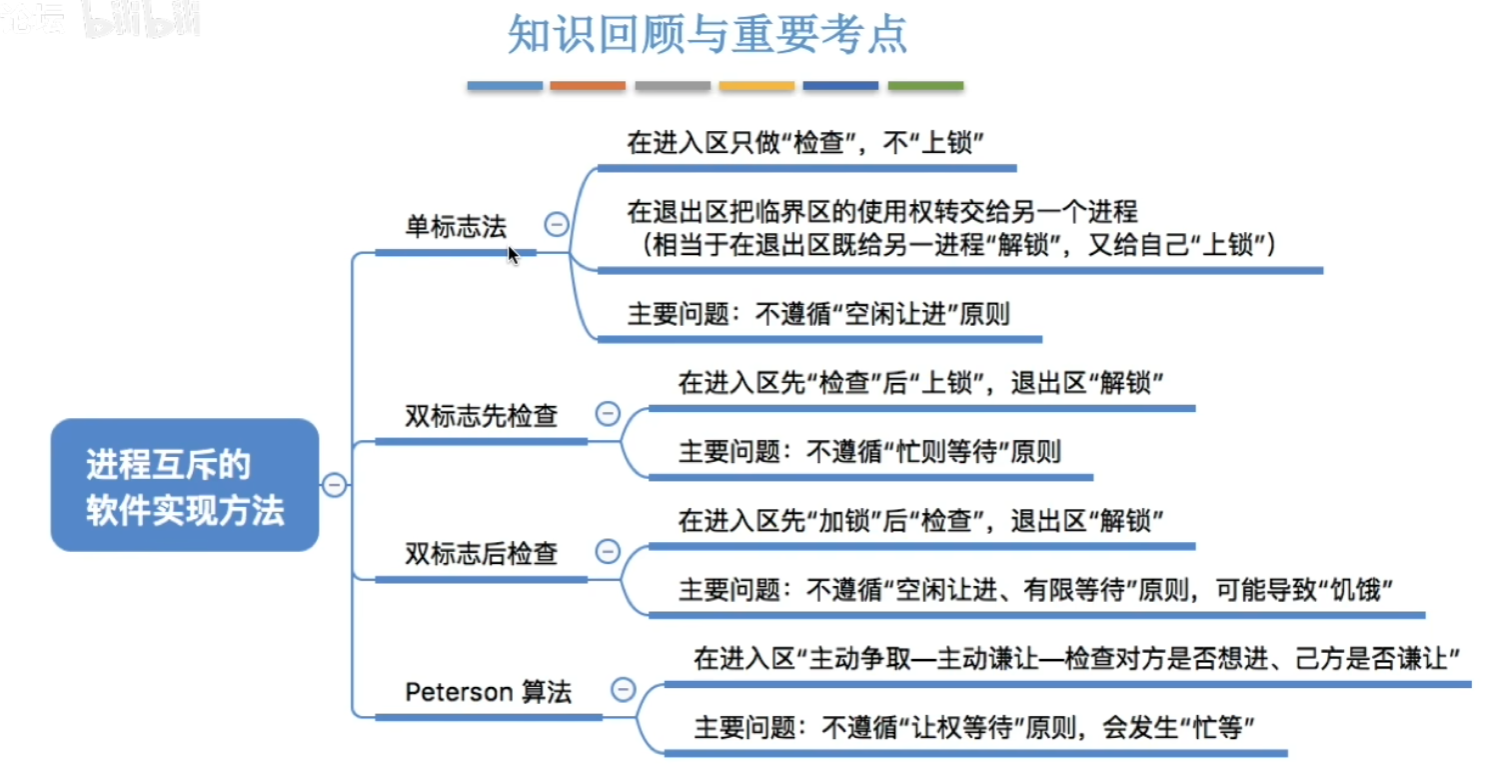 论坛 bilibili
知识回顾与重要考点
在进入区只做“检查”，不“上锁”
单标志法
在退出区把临界区的使用权转交给另一个进程
（相当于在退出区既给另一进程“解锁”，又给自己“上锁”）
主要问题：不遵循“空闲让进”原则
进程互斥的
软件实现方法
双标志先检查
在进入区先“检查”后“上锁”，退出区“解锁”
主要问题：不遵循“忙则等待”原则
双标志后检查
在进入区先“加锁”后“检查”，退出区“解锁”
主要问题：不遵循“空闲让进、有限等待”原则，可能导致“饥饿”
Peterson 算法
在进入区“主动争取—主动谦让—检查对方是否想进、己方是否谦让”
主要问题：不遵循“让权等待”原则，会发生“忙等”